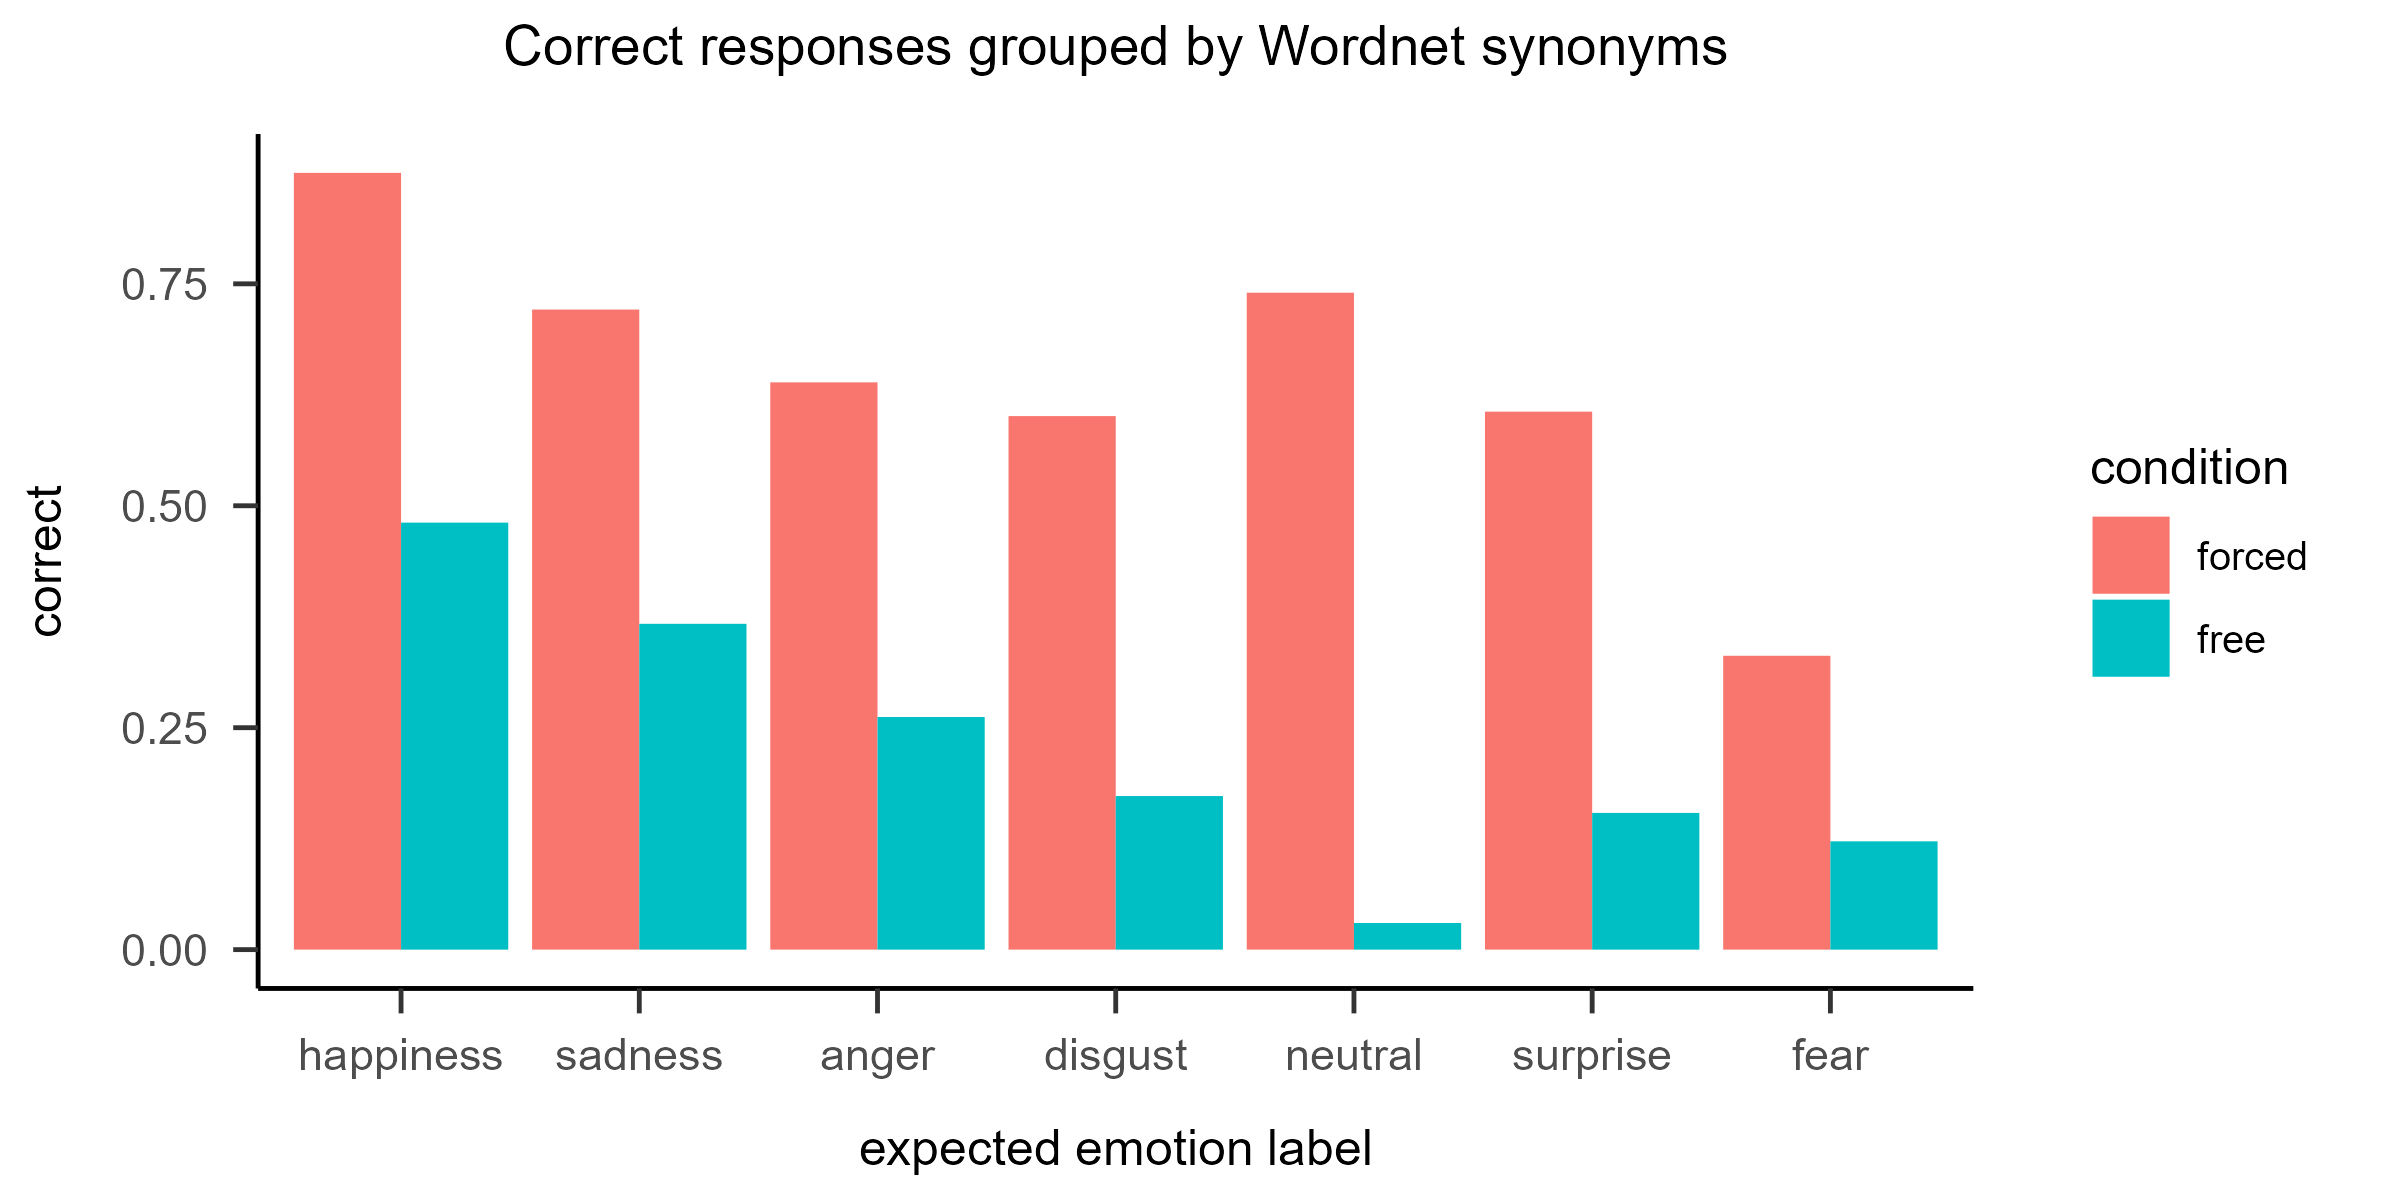 Correct responses grouped by Wordnet synonyms
correct
0.75
0.50
0.25
0.00
happiness sadness anger disgust neutral surprise fear
expected emotion label
condition
forced
free